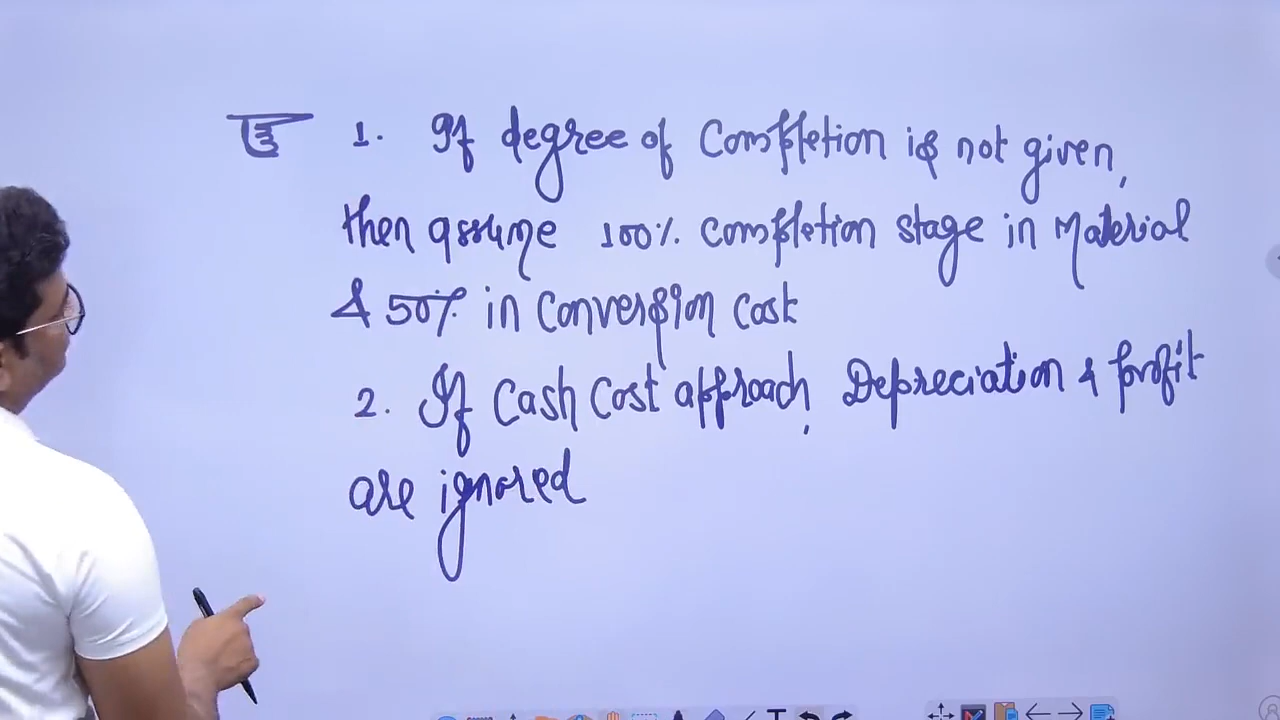 1. If degree of Completion is not given,
then assume 100% completion stage in Material
& 50% in Conversion Cost
2. If Cash Cost approach, Depreciation & profit
are ignored